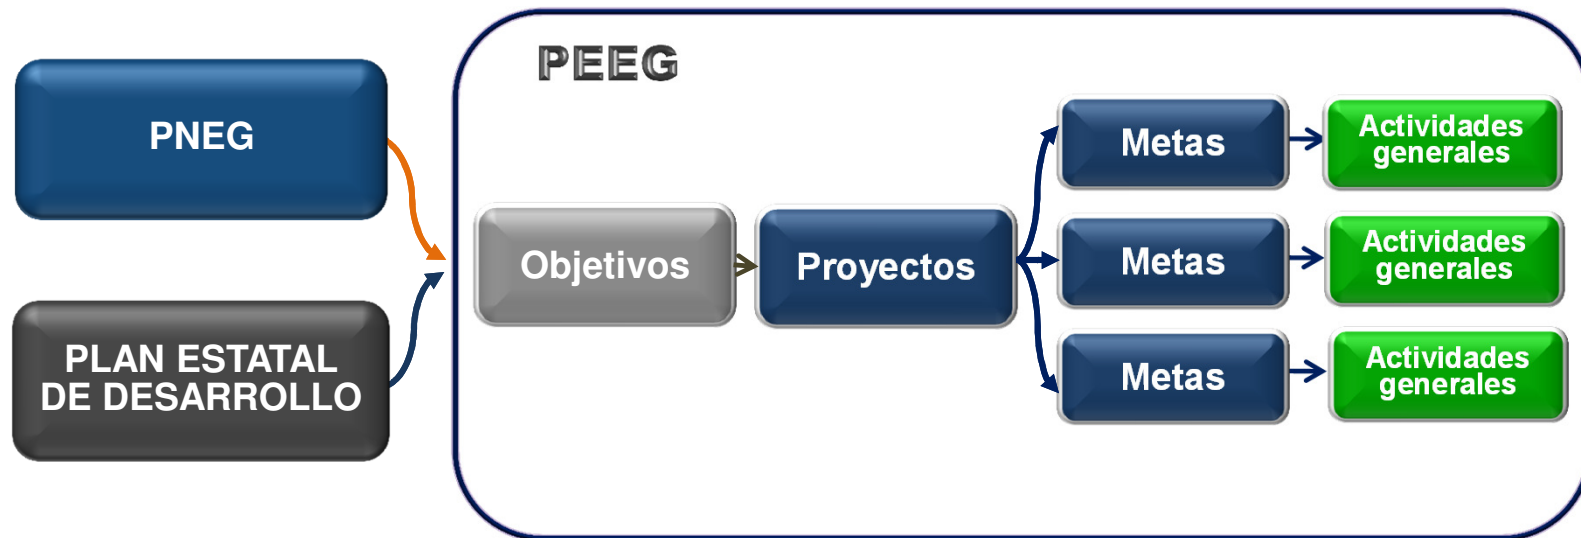 PEEG
PNEG
PLAN ESTATAL
DE DESARROLLO
Objetivos
Proyectos
Metas
Actividades
generales
Metas
Actividades
generales
Metas
Actividades
generales